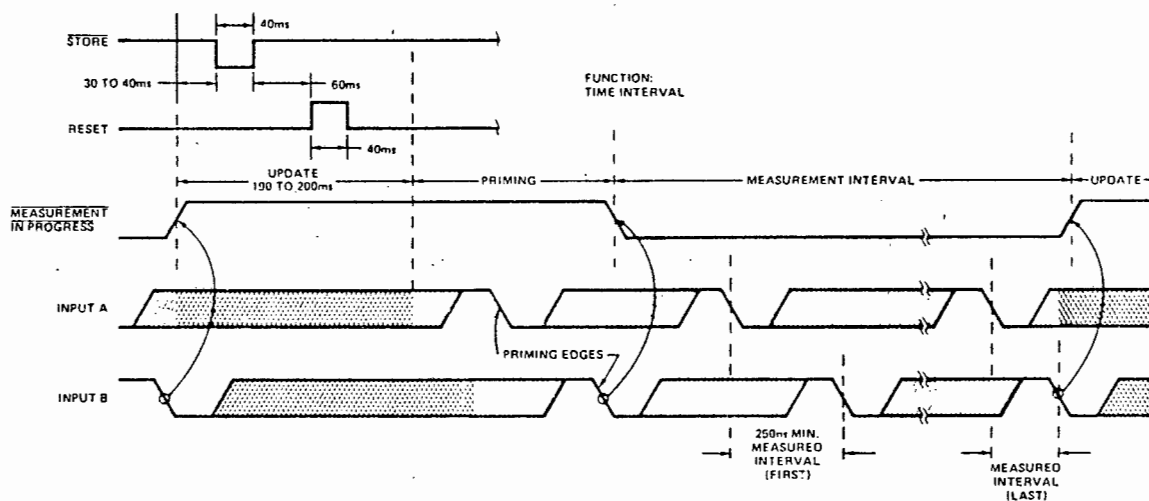 40ms
STORE
30 TO 40ms
60ms
FUNCTION:
TIME INTERVAL
RESET
40ms
UPDATE
190 TO 200ms
PRIMING
MEASUREMENT INTERVAL
UPDATE
MEASUREMENT
IN PROGRESS
INPUT A
PRIMING EDGES
INPUT B
250ns MIN.
MEASURED
INTERVAL
(FIRST)
MEASURED
INTERVAL
(LAST)